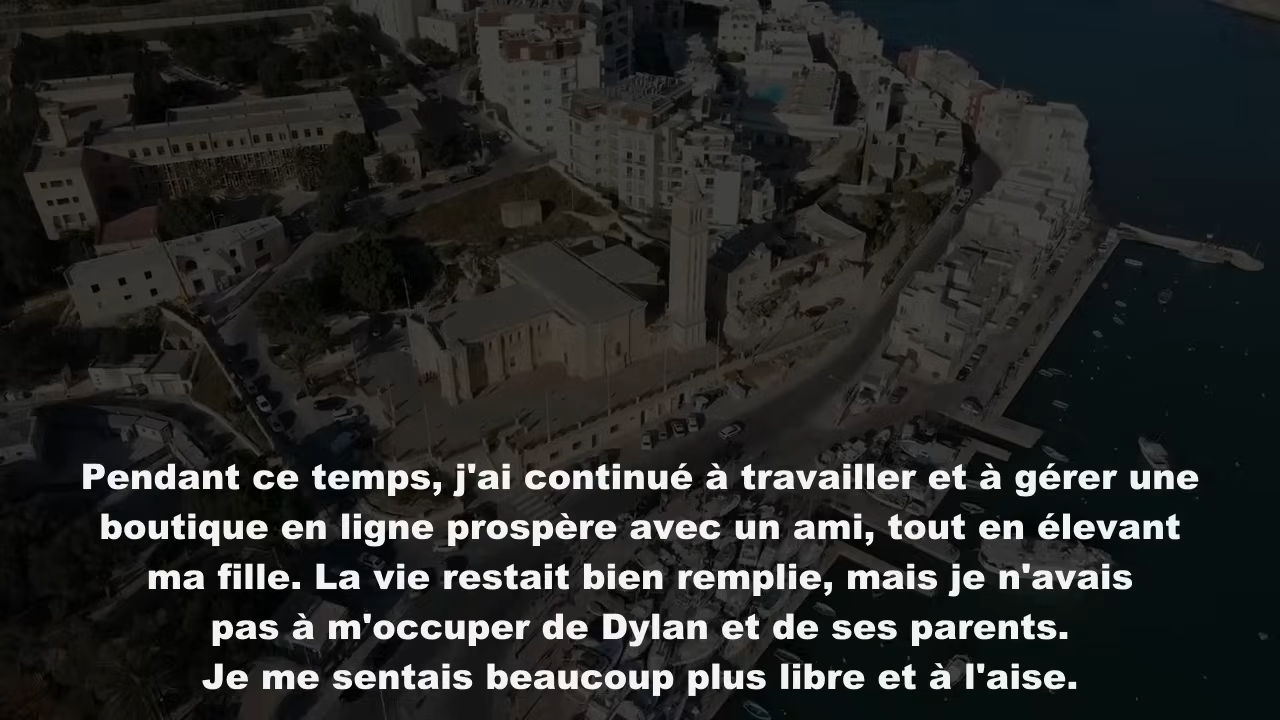 Pendant ce temps, j'ai continué à travailler et à gérer une
boutique en ligne prospère avec un ami, tout en élevant
ma fille. La vie restait bien remplie, mais je n'avais
pas à m'occuper de Dylan et de ses parents.
Je me sentais beaucoup plus libre et à l'aise.